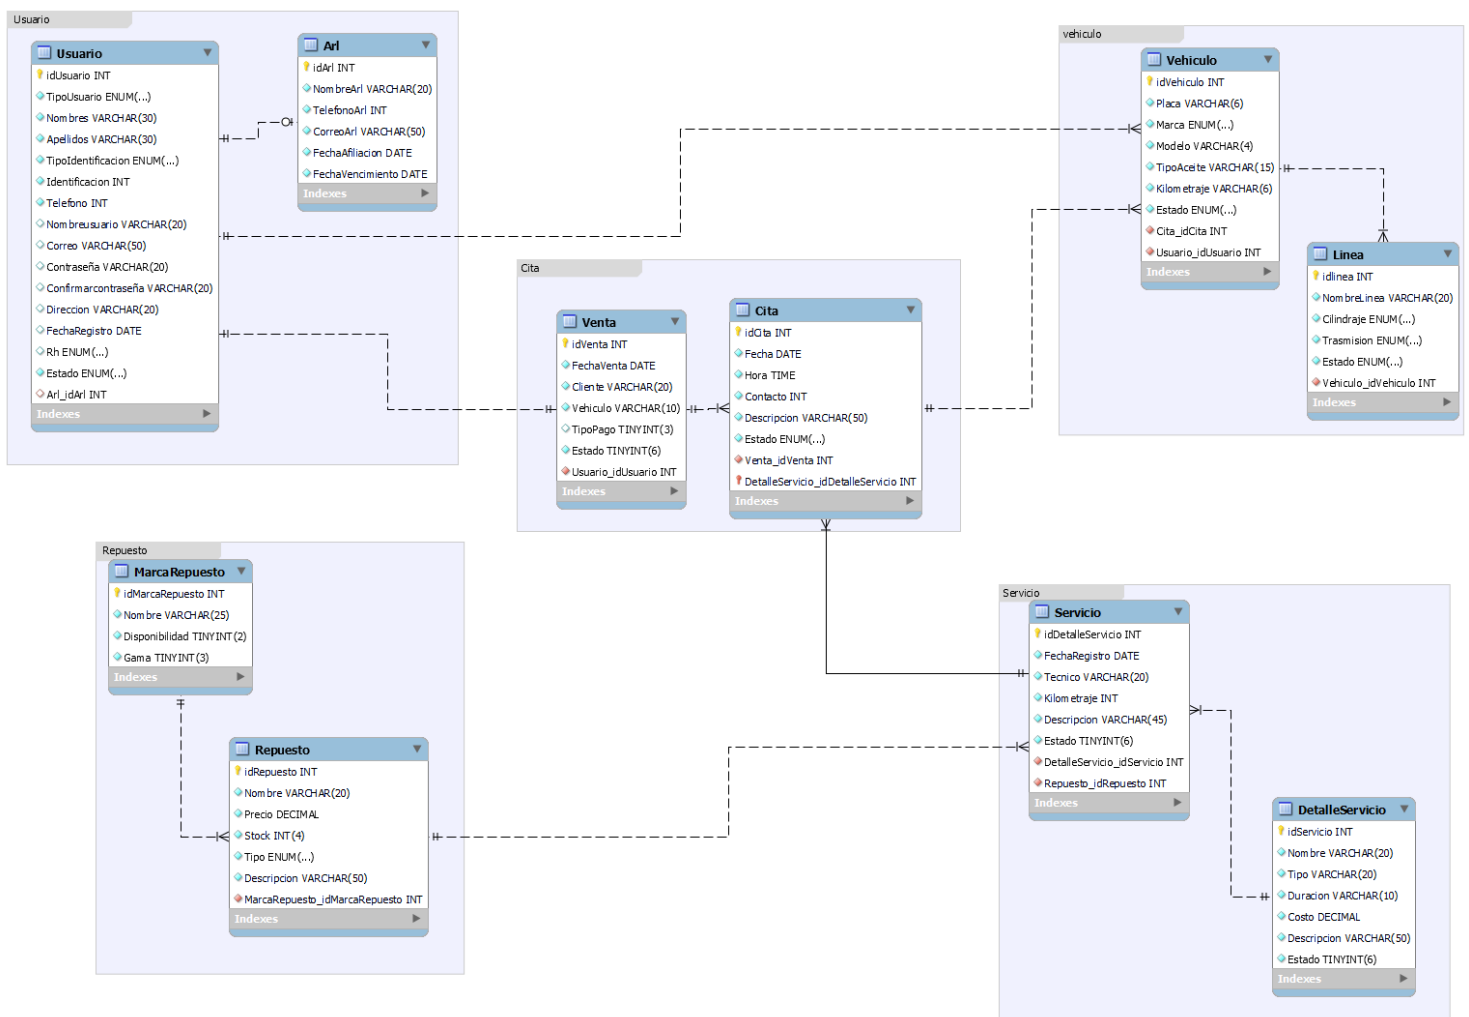 Usuario
Usuario
idUsuario INT
TipoUsuario ENUM(...)
Nombres VARCHAR(30)
Apellidos VARCHAR(30)
TipoIdentificacion ENUM(...)
Identificacion INT
Telefono INT
Nombreusuario VARCHAR(20)
Correo VARCHAR(50)
Contraseña VARCHAR(20)
Confirmarcontraseña VARCHAR(20)
Direccion VARCHAR(20)
FechaRegistro DATE
Rh ENUM(...)
Estado ENUM(...)
Arl_idArl INT
Indexes
Arl
idArl INT
NombreArl VARCHAR(20)
TelefonoArl INT
CorreoArl VARCHAR(50)
FechaAfiliacion DATE
FechaVencimiento DATE
Indexes
vehiculo
Vehiculo
idVehiculo INT
Placa VARCHAR(6)
Marca ENUM(...)
Modelo VARCHAR(4)
TipoAceite VARCHAR(15)
Kilometraje VARCHAR(6)
Estado ENUM(...)
Cita_idCita INT
Usuario_idUsuario INT
Indexes
Linea
idlinea INT
NombreLinea VARCHAR(20)
Cilindraje ENUM(...)
Trasmision ENUM(...)
Estado ENUM(...)
Vehiculo_idVehiculo INT
Indexes
Cita
Venta
idVenta INT
FechaVenta DATE
Cliente VARCHAR(20)
Vehiculo VARCHAR(10)
TipoPago TINYINT(3)
Estado TINYINT(6)
Usuario_idUsuario INT
Indexes
Cita
idCita INT
Fecha DATE
Hora TIME
Contacto INT
Descripcion VARCHAR(50)
Estado ENUM(...)
Venta_idVenta INT
DetalleServicio_idDetalleServicio INT
Indexes
Repuesto
MarcaRepuesto
idMarcaRepuesto INT
Nombre VARCHAR(25)
Disponibilidad TINYINT(2)
Gama TINYINT(3)
Indexes
Repuesto
idRepuesto INT
Nombre VARCHAR(20)
Precio DECIMAL
Stock INT(4)
Tipo ENUM(...)
Descripcion VARCHAR(50)
MarcaRepuesto_idMarcaRepuesto INT
Indexes
Servicio
Servicio
idDetalleServicio INT
FechaRegistro DATE
Tecnico VARCHAR(20)
Kilometraje INT
Descripcion VARCHAR(45)
Estado TINYINT(6)
DetalleServicio_idServicio INT
Repuesto_idRepuesto INT
Indexes
DetalleServicio
idServicio INT
Nombre VARCHAR(20)
Tipo VARCHAR(20)
Duracion VARCHAR(10)
Costo DECIMAL
Descripcion VARCHAR(50)
Estado TINYINT(6)
Indexes